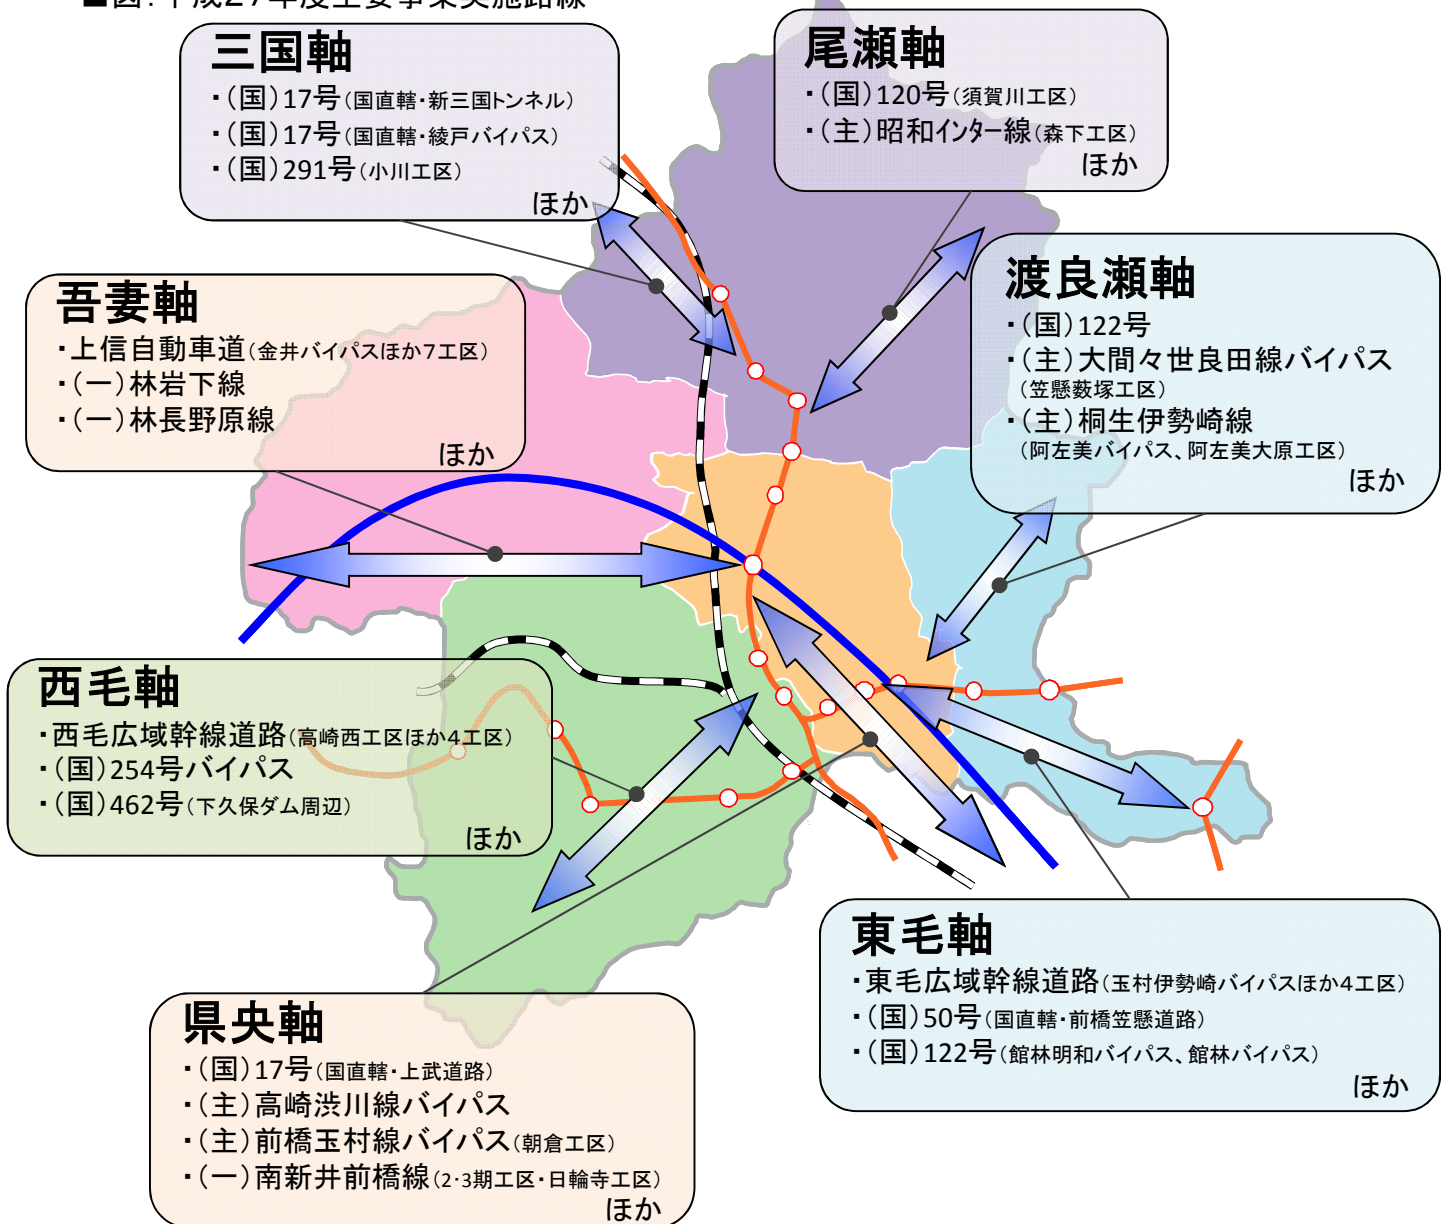 ■図:平成27年度主要事業実施路線
三国軸
・(国)17号(国直轄・新三国トンネル)
・(国)17号(国直轄・綾戸バイパス)
・(国)291号(小川工区)
ほか
尾瀬軸
・(国)120号(須賀川工区)
・(主)昭和インター線(森下工区)
ほか
吾妻軸
・上信自動車道(金井バイパスほか7工区)
・(一)林岩下線
・(一)林長野原線
ほか
渡良瀬軸
・(国)122号
・(主)大間々世良田線バイパス
(笠懸薮塚工区)
・(主)桐生伊勢崎線
(阿左美バイパス、阿左美大原工区)
ほか
西毛軸
・西毛広域幹線道路(高崎西工区ほか4工区)
・(国)254号バイパス
・(国)462号(下久保ダム周辺)
ほか
東毛軸
・東毛広域幹線道路(玉村伊勢崎バイパスほか4工区)
・(国)50号(国直轄・前橋笠懸道路)
・(国)122号(館林明和バイパス、館林バイパス)
ほか
県央軸
・(国)17号(国直轄・上武道路)
・(主)高崎渋川線バイパス
・(主)前橋玉村線バイパス(朝倉工区)
・(一)南新井前橋線(2・3期工区・日輪寺工区)
ほか